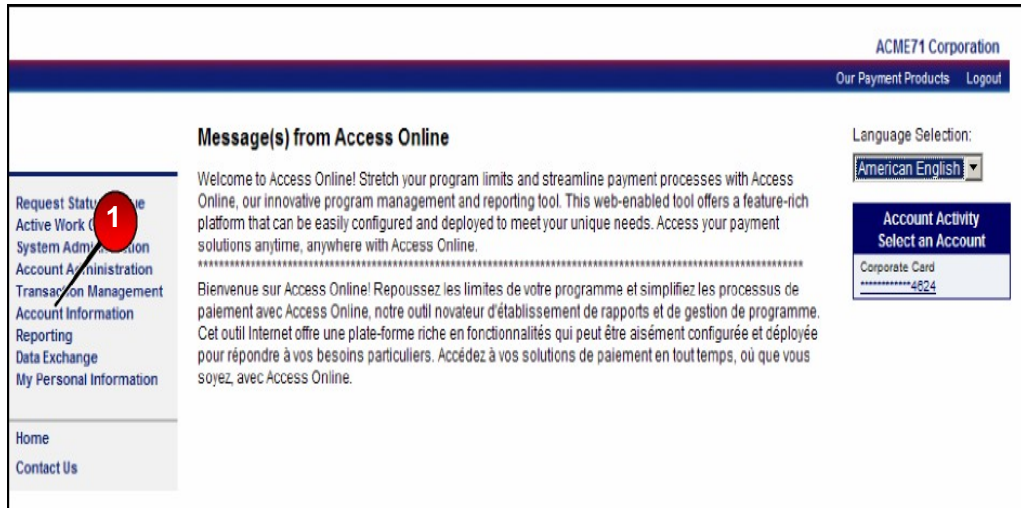 ACME71 Corporation
Our Payment Products Logout
Message(s) from Access Online
Language Selection:
American English
Welcome to Access Online! Stretch your program limits and streamline payment processes with Access
Online, our innovative program management and reporting tool. This web-enabled tool offers a feature-rich
platform that can be easily configured and deployed to meet your unique needs. Access your payment
solutions anytime, anywhere with Access Online.
Bienvenue sur Access Online! Repoussez les limites de votre programme et simplifiez les processus de
paiement avec Access Online, notre outil novateur d'établissement de rapports et de gestion de programme.
Cet outil Internet offre une plate-forme riche en fonctionnalités qui peut être aisément configurée et déployée
pour répondre à vos besoins particuliers. Accédez à vos solutions de paiement en tout temps, où que vous
soyez, avec Access Online.
Request
Active Work
System
Account Administration
Transaction Management
Account Information
Reporting
Data Exchange
My Personal Information
Home
Contact Us
1
Account Activity
Select an Account
Corporate Card
************4624